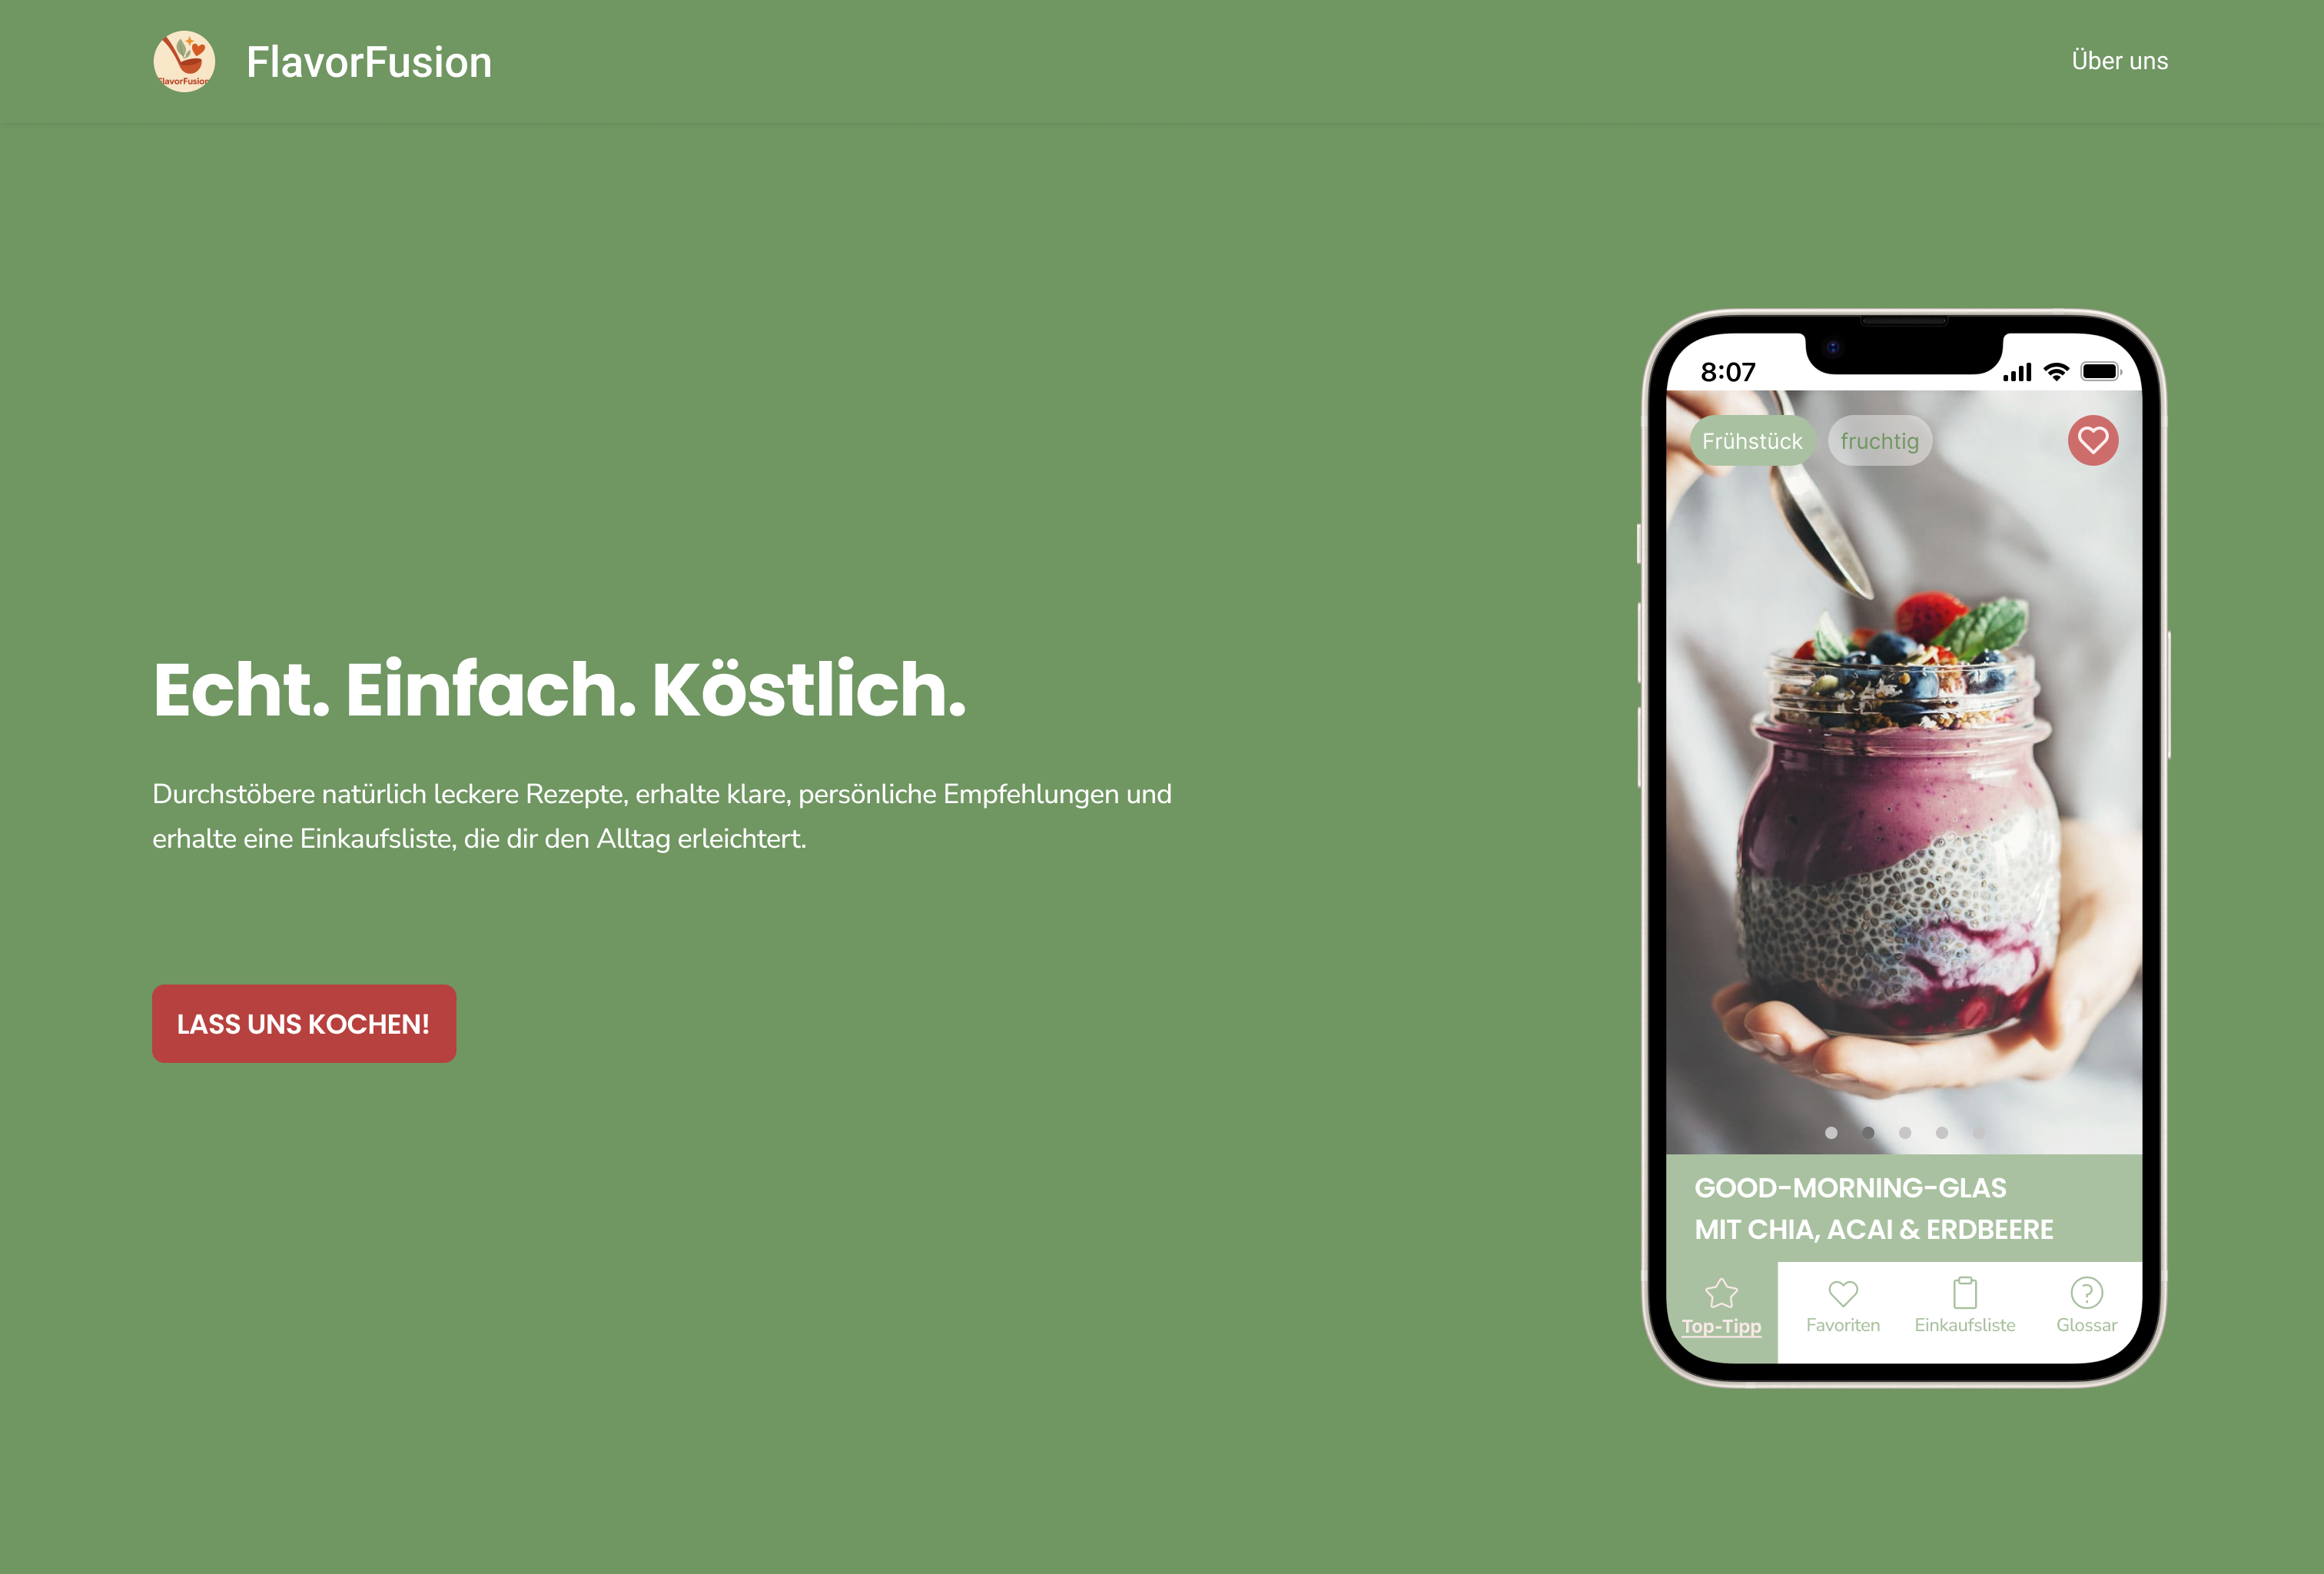 FlavorFusion
FlavorFusion
Über uns
Echt. Einfach. Köstlich.
Durchstöbere natürlich leckere Rezepte, erhalte klare, persönliche Empfehlungen und
erhalte eine Einkaufsliste, die dir den Alltag erleichtert.
LASS UNS KOCHEN!
8:07
Frühstück
fruchtig
GOOD-MORNING-GLAS
MIT CHIA, ACAI & ERDBEERE
Top-Tipp
Favoriten
Einkaufsliste
Glossar